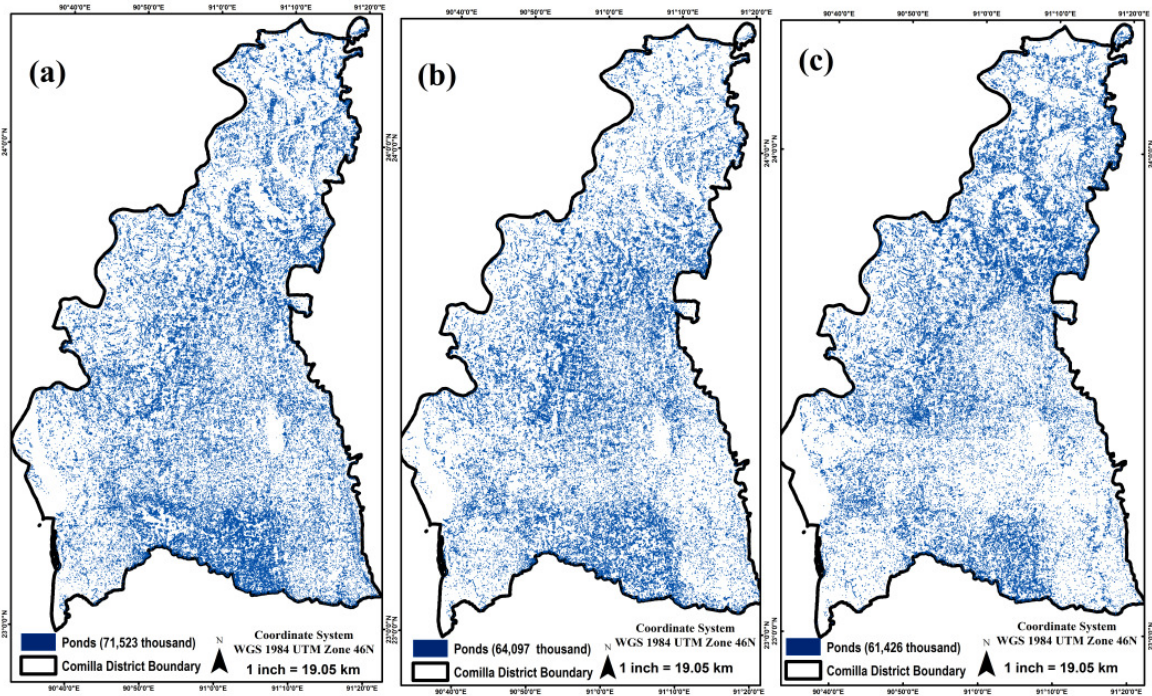 90°40'0"E 90°50'0"E 91°0'0"E 91°10'0"E 91°20'0"E
(a)
24°0'0"N
23°0'0"N
Ponds (71,523 thousand)
Comilla District Boundary
N
Coordinate System
WGS 1984 UTM Zone 46N
1 inch = 19.05 km
90°40'0"E 90°50'0"E 91°0'0"E 91°10'0"E 91°20'0"E
90°40'0"E 90°50'0"E 91°0'0"E 91°10'0"E 91°20'0"E
(b)
24°0'0"N
23°0'0"N
Ponds (64,097 thousand)
Comilla District Boundary
N
Coordinate System
WGS 1984 UTM Zone 46N
1 inch = 19.05 km
90°40'0"E 90°50'0"E 91°0'0"E 91°10'0"E 91°20'0"E
90°40'0"E 90°50'0"E 91°0'0"E 91°10'0"E 91°20'0"E
(c)
24°0'0"N
24°0'0"N
23°0'0"N
23°0'0"N
Ponds (61,426 thousand)
Comilla District Boundary
N
Coordinate System
WGS 1984 UTM Zone 46N
1 inch = 19.05 km
90°40'0"E 90°50'0"E 91°0'0"E 91°10'0"E 91°20'0"E